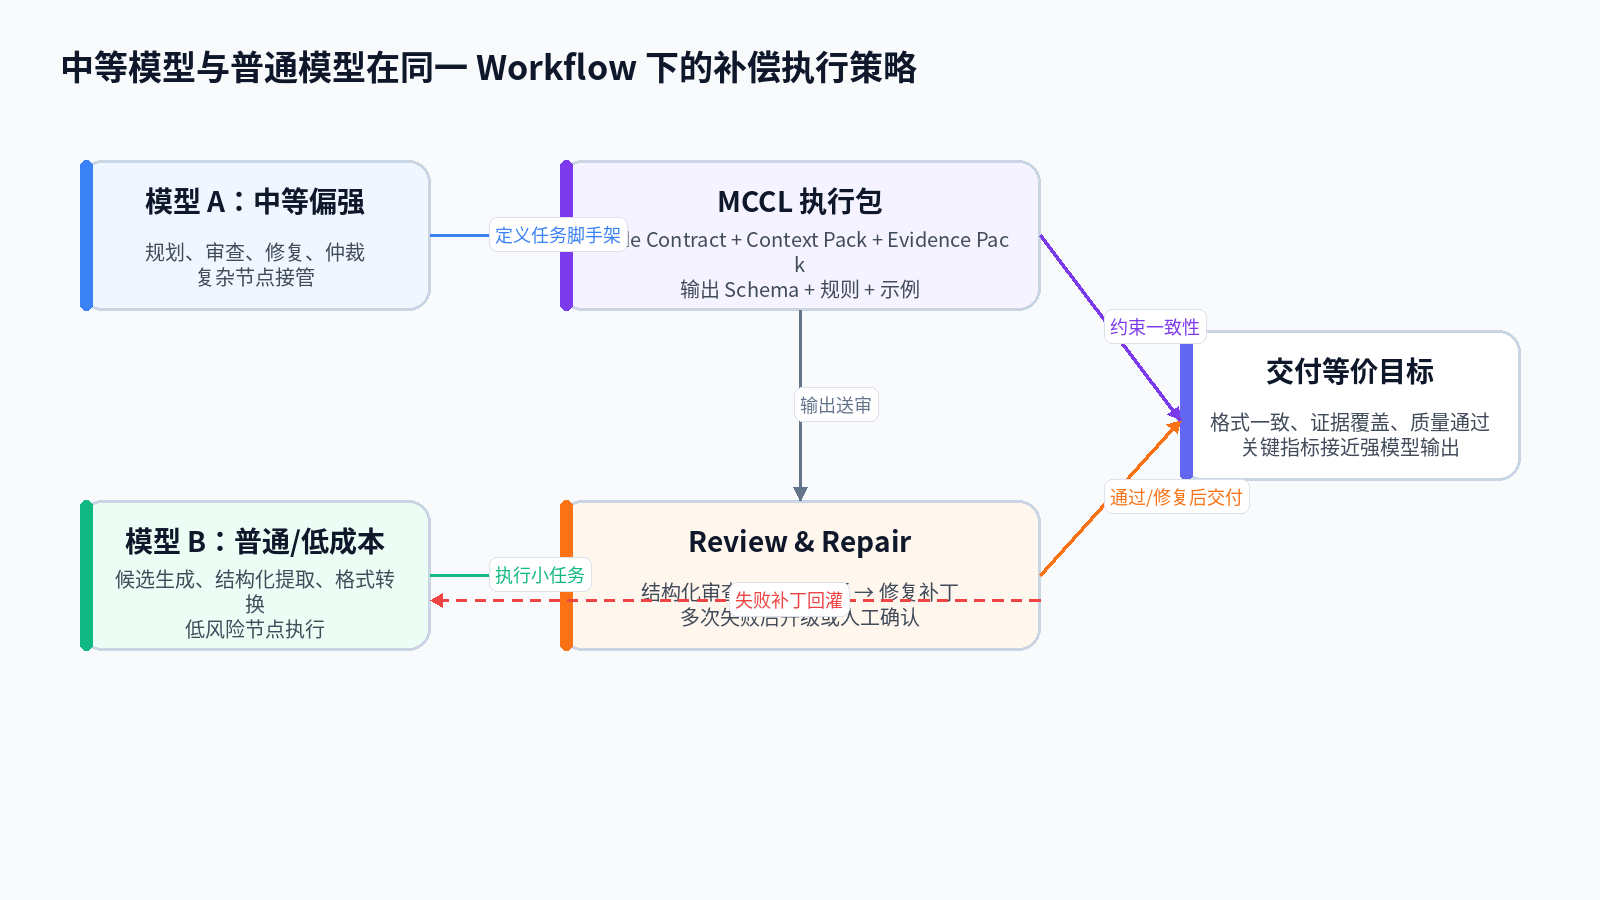 中等模型与普通模型在同一 Workflow 下的补偿执行策略
模型 A：中等偏强
规划、审查、修复、仲裁
复杂节点接管
定义任务脚手架
MCCL 执行包
le Contract + Context Pack + Evidence Pac
k
输出 Schema + 规则 + 示例
约束一致性
交付等价目标
格式一致、证据覆盖、质量通过
关键指标接近强模型输出
输出送审
通过/修复后交付
模型 B：普通/低成本
候选生成、结构化提取、格式转
换
低风险节点执行
执行小任务
Review & Repair
结构化审查 → 修复补丁
失败补丁回灌
多次失败后升级或人工确认